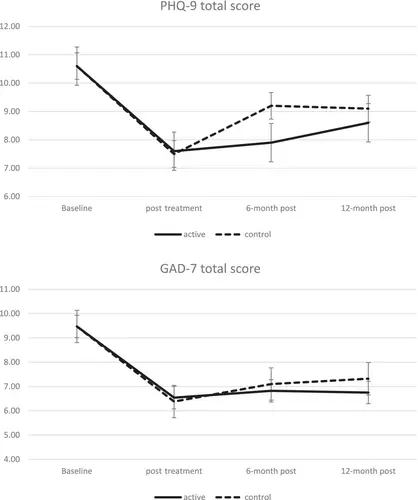 PHQ-9 total score
12.00
11.00
10.00
9.00
8.00
7.00
6.00
Baseline post treatment 6-month post 12-month post
active control
GAD-7 total score
11.00
10.00
9.00
8.00
7.00
6.00
5.00
4.00
Baseline post treatment 6-month post 12-month post
active control